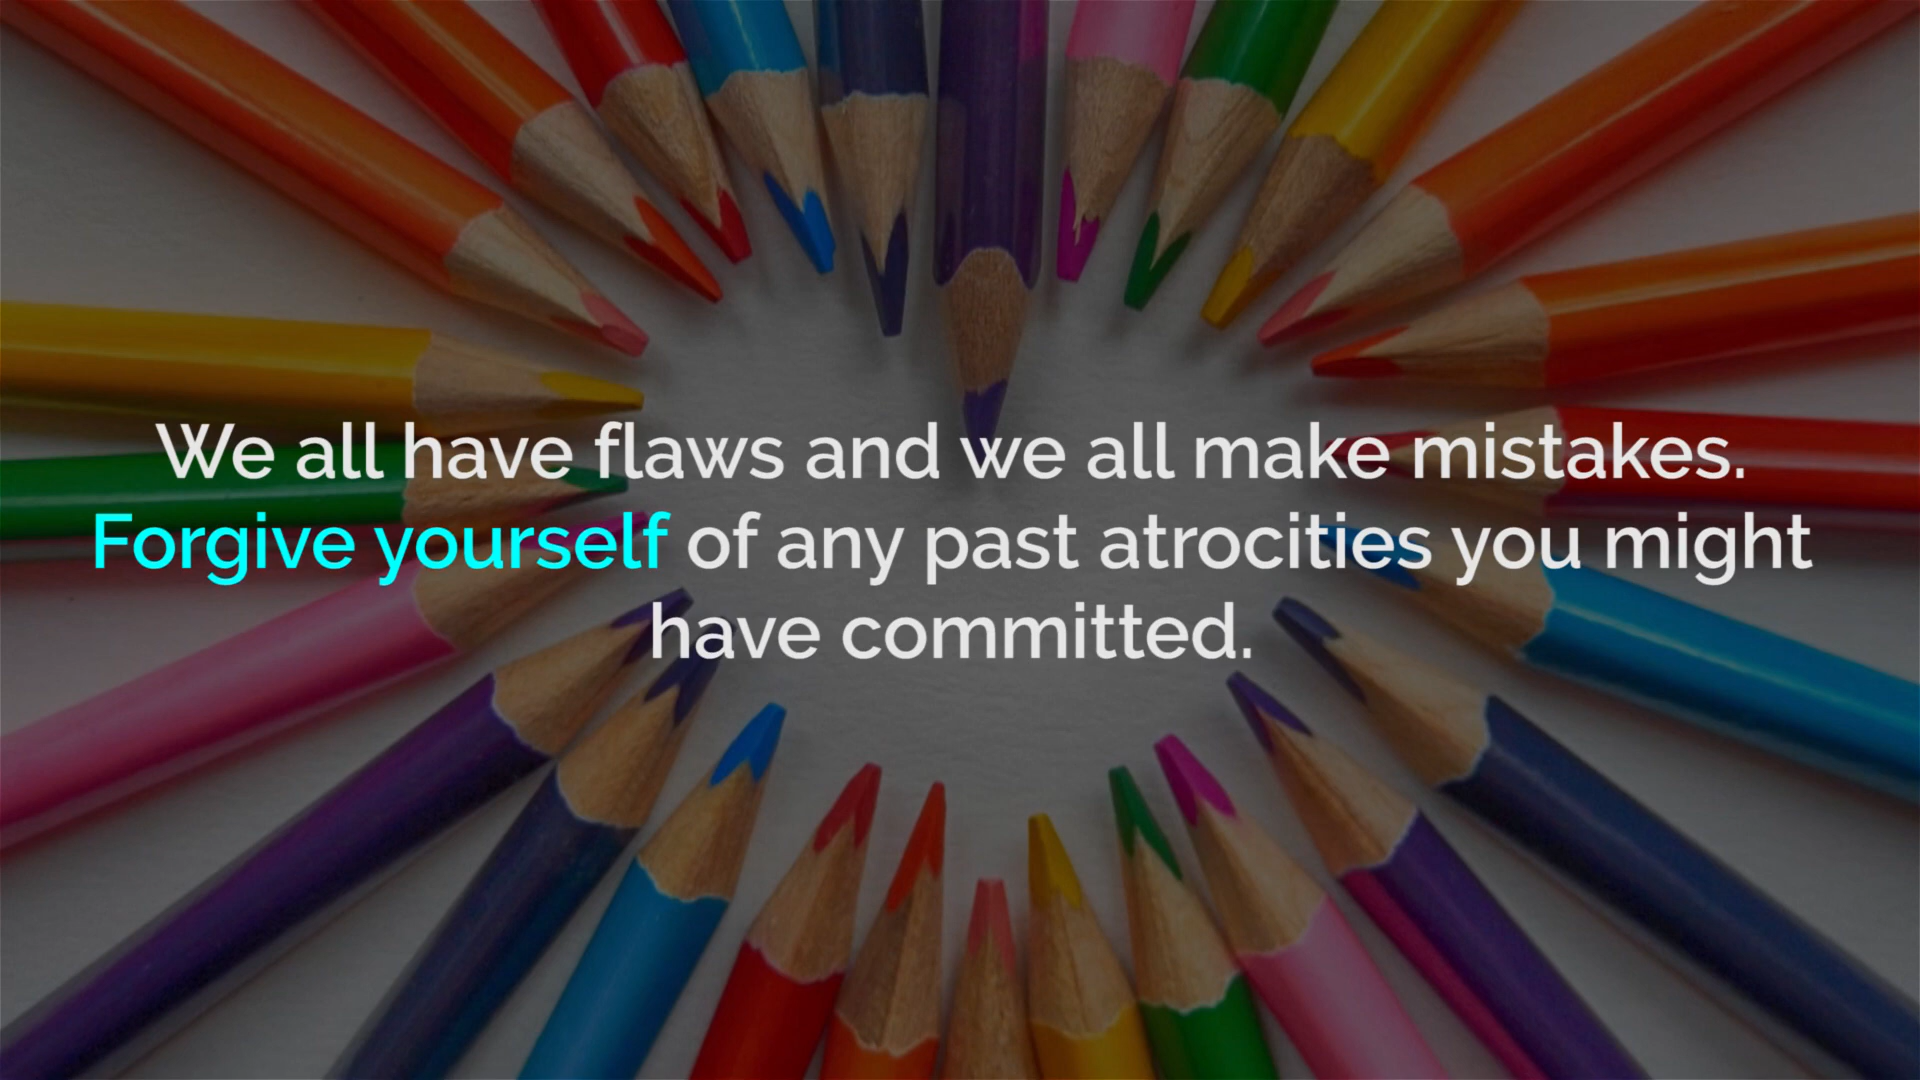 We all have flaws and we all make mistakes.
Forgive yourself of any past atrocities you might
have committed.